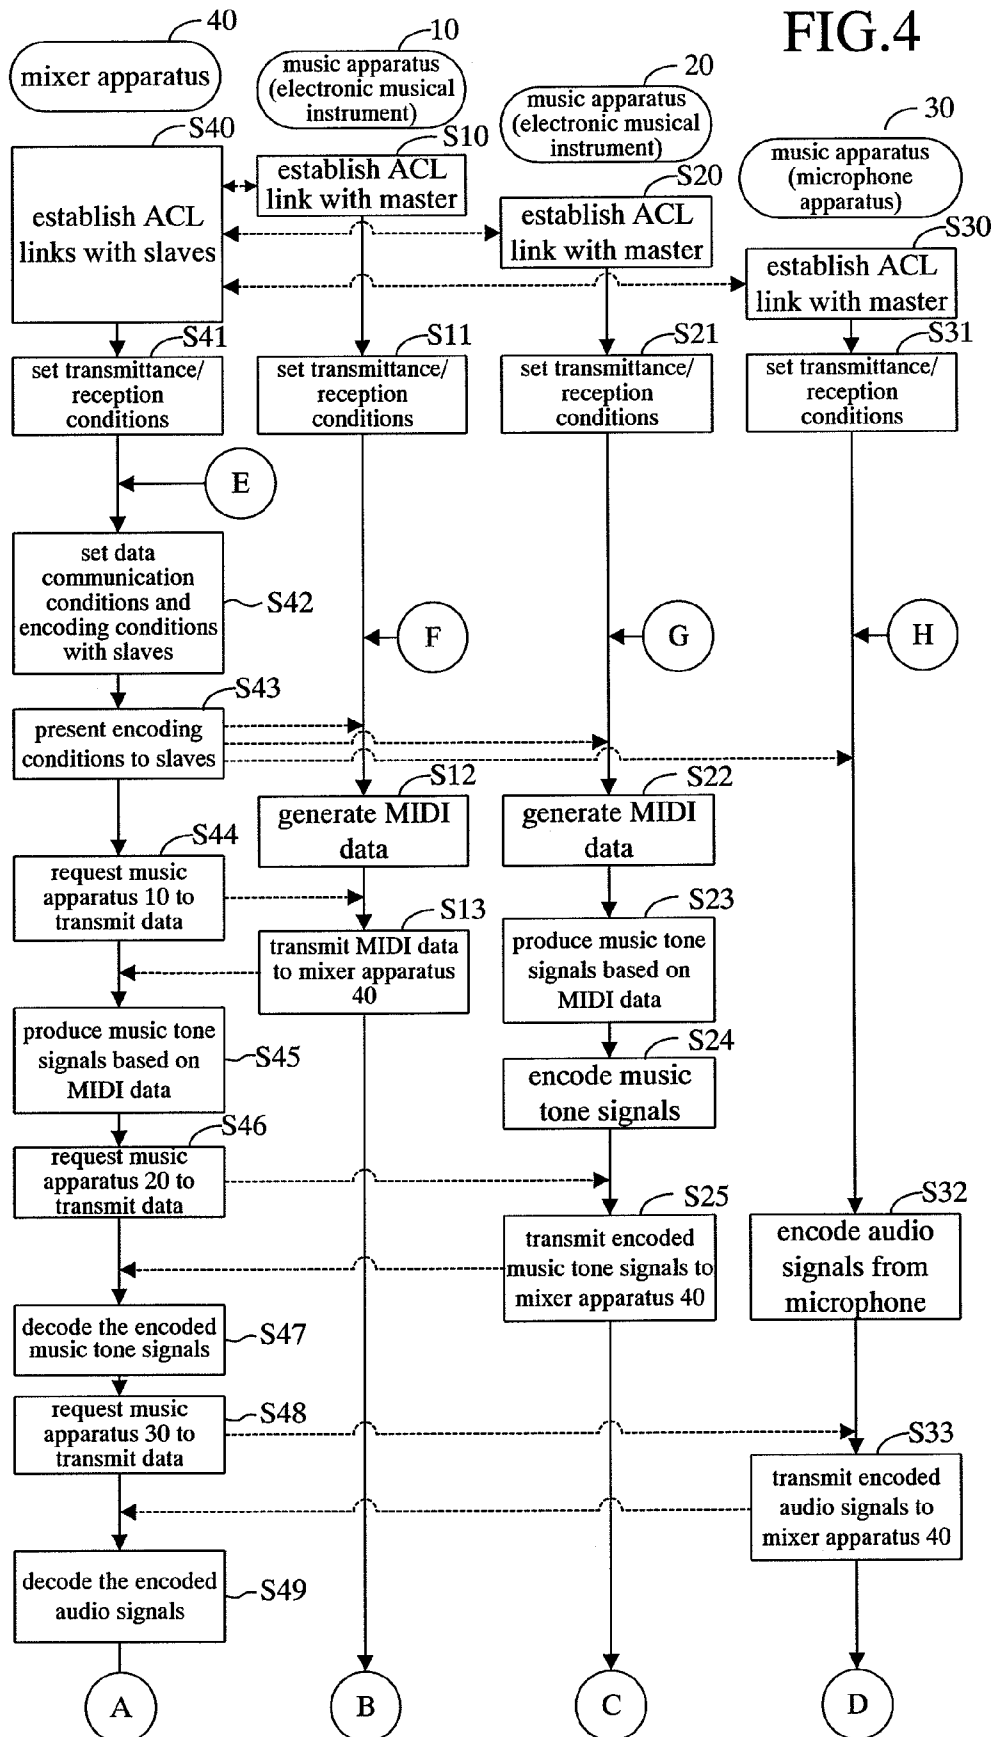 FIG.4
40
mixer apparatus
10
music apparatus
(electronic musical
instrument)
20
music apparatus
(electronic musical
instrument)
30
music apparatus
(microphone
apparatus)
S40
establish ACL
links with slaves
S10
establish ACL
link with master
S20
establish ACL
link with master
S30
establish ACL
link with master
S41
set transmittance/
reception
conditions
S11
set transmittance/
reception
conditions
S21
set transmittance/
reception
conditions
S31
set transmittance/
reception
conditions
E
set data
communication
conditions and
encoding conditions
with slaves
S42
F
G
H
S43
present encoding
conditions to slaves
S12
generate MIDI
data
S22
generate MIDI
data
S44
request music
apparatus 10 to
transmit data
S13
transmit MIDI data
to mixer apparatus
40
S23
produce music tone
signals based on
MIDI data
produce music tone
signals based on
MIDI data
S45
S24
encode music
tone signals
S46
request music
apparatus 20 to
transmit data
S25
transmit encoded
music tone signals to
mixer apparatus 40
S32
encode audio
signals from
microphone
decode the encoded
music tone signals
S47
request music
apparatus 30 to
transmit data
S48
S33
transmit encoded
audio signals to
mixer apparatus 40
decode the encoded
audio signals
S49
A
B
C
D